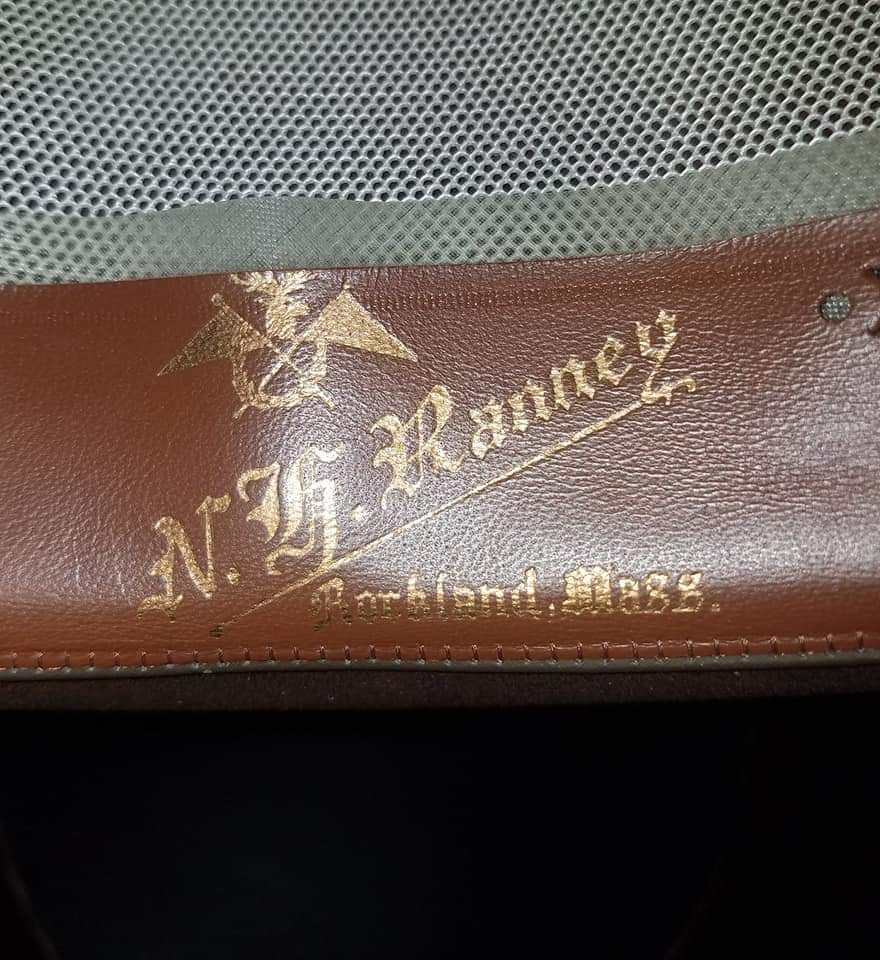 N. H. Ranney
Rockland, Mass.